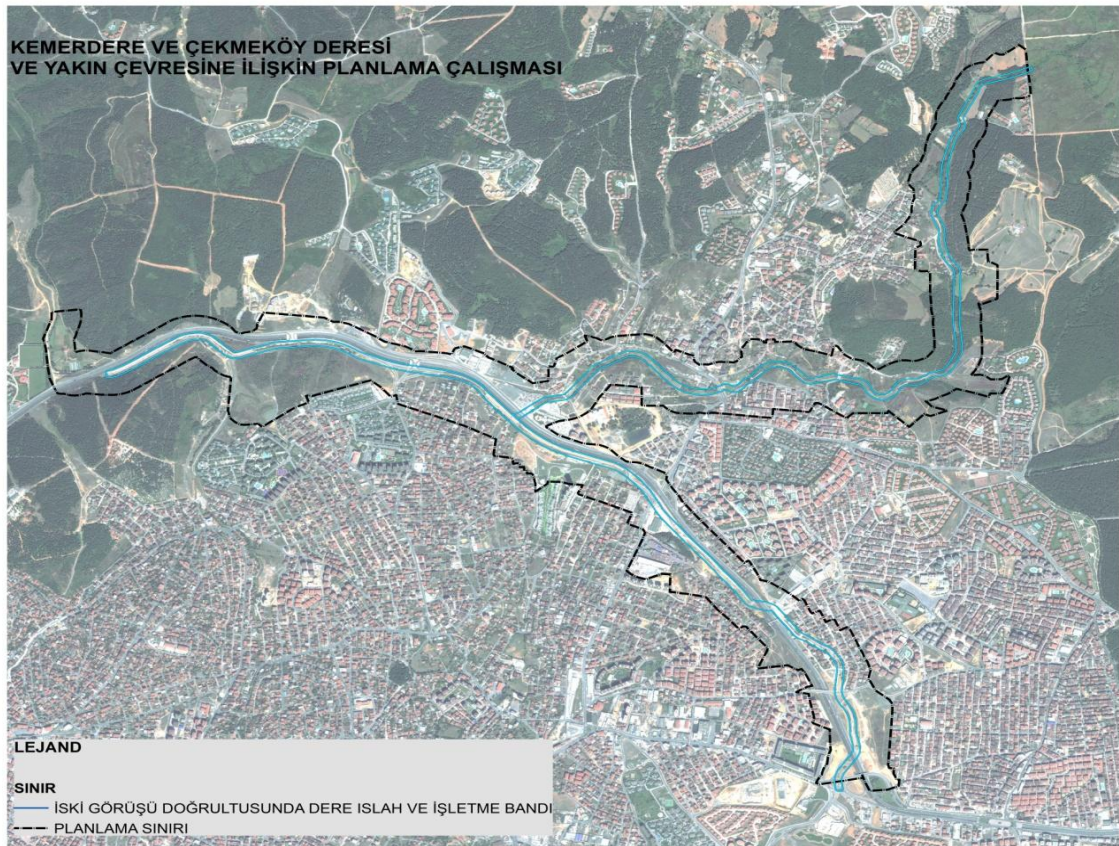 KEMERDERE VE ÇEKMEKÖY DERESİ
VE YAKIN ÇEVRESİNE İLİŞKİN PLANLAMA ÇALIŞMASI
LEJAND
SINIR
İSKİ GÖRÜŞÜ DOĞRULTUSUNDA DERE ISLAH VE İŞLETME BANDI
PLANLAMA SINIRI